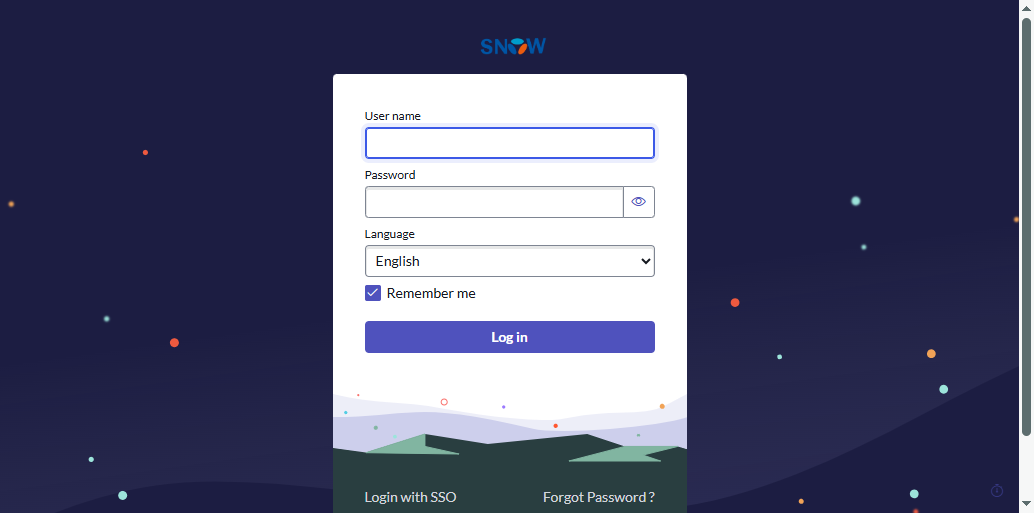 SNOW
User name
Password
Language
English
Remember me
Log in
Login with SSO
Forgot Password ?